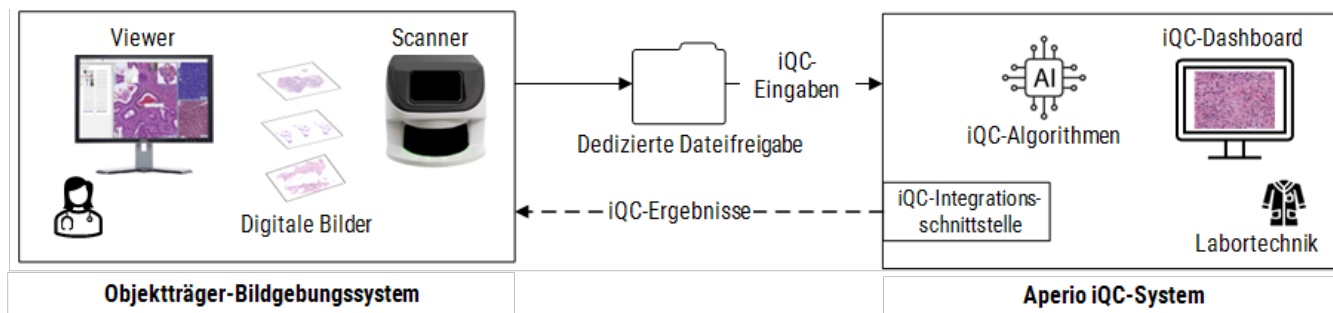 Viewer
Scanner
Digitale Bilder
Dedizierte Dateifreigabe
iQC-
Eingaben
iQC-Ergebnisse
AI
iQC-Algorithmen
iQC-Dashboard
iQC-Integrations-
schnittstelle
Labortechnik
Objektträger-Bildgebungssystem
Aperio iQC-System